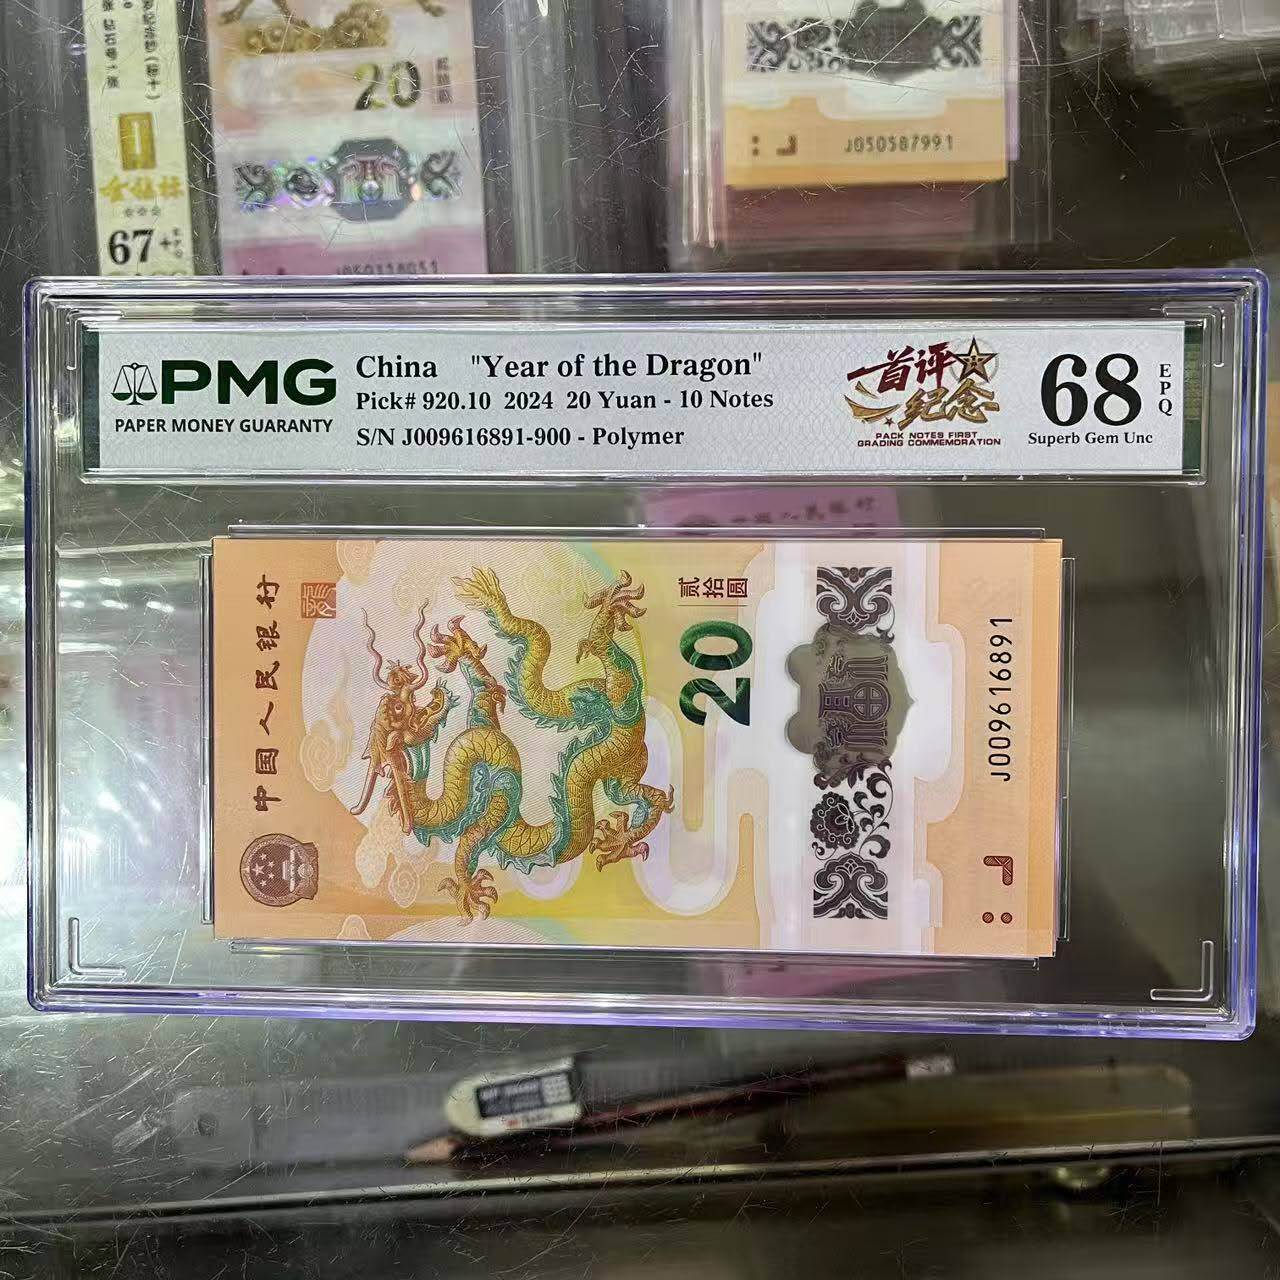 20
67+
J050587991
PMG
PAPER MONEY GUARANTY
China "Year of the Dragon"
Pick# 920.10 2024 20 Yuan - 10 Notes
S/N J009616891-900 - Polymer
首评
纪念
PACK NOTES FIRST
GRADING COMMEMORATION
68
EPQ
Superb Gem Unc
中国人民银行
贰拾圆
20
J009616891